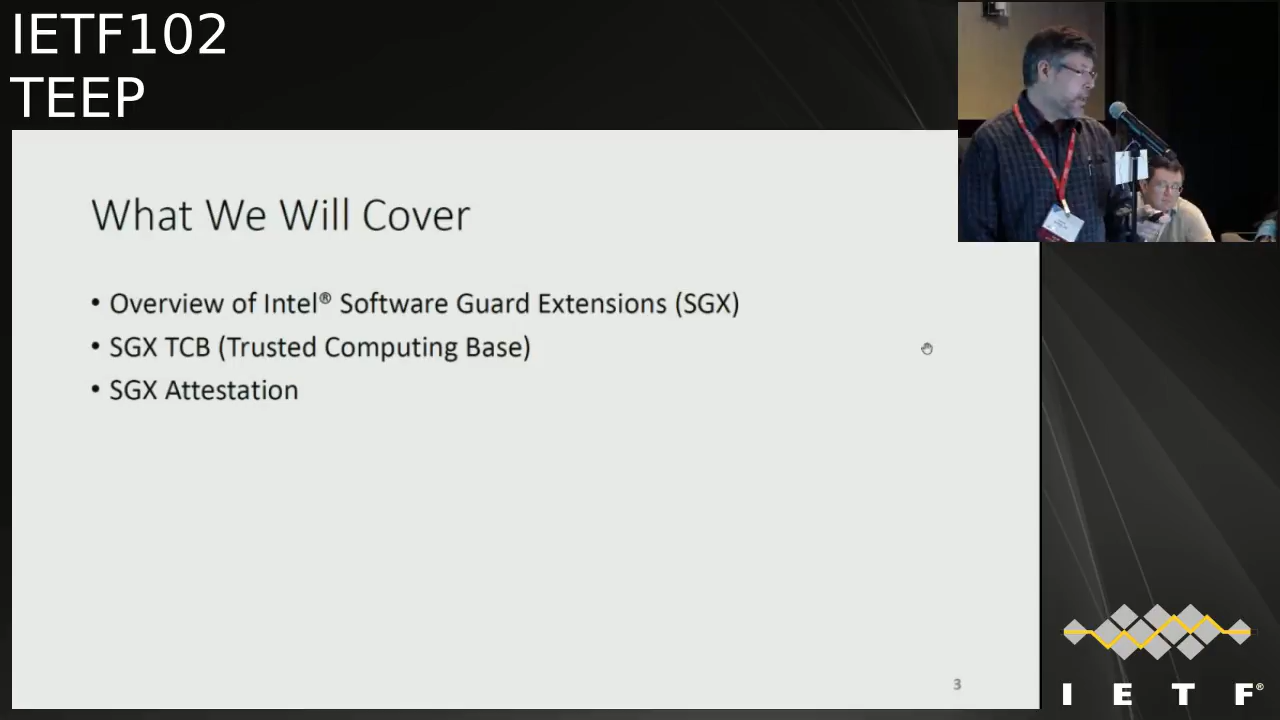 IETF102
TEEP
What We Will Cover
• Overview of Intel® Software Guard Extensions (SGX)
• SGX TCB (Trusted Computing Base)
• SGX Attestation
3
I E T F®